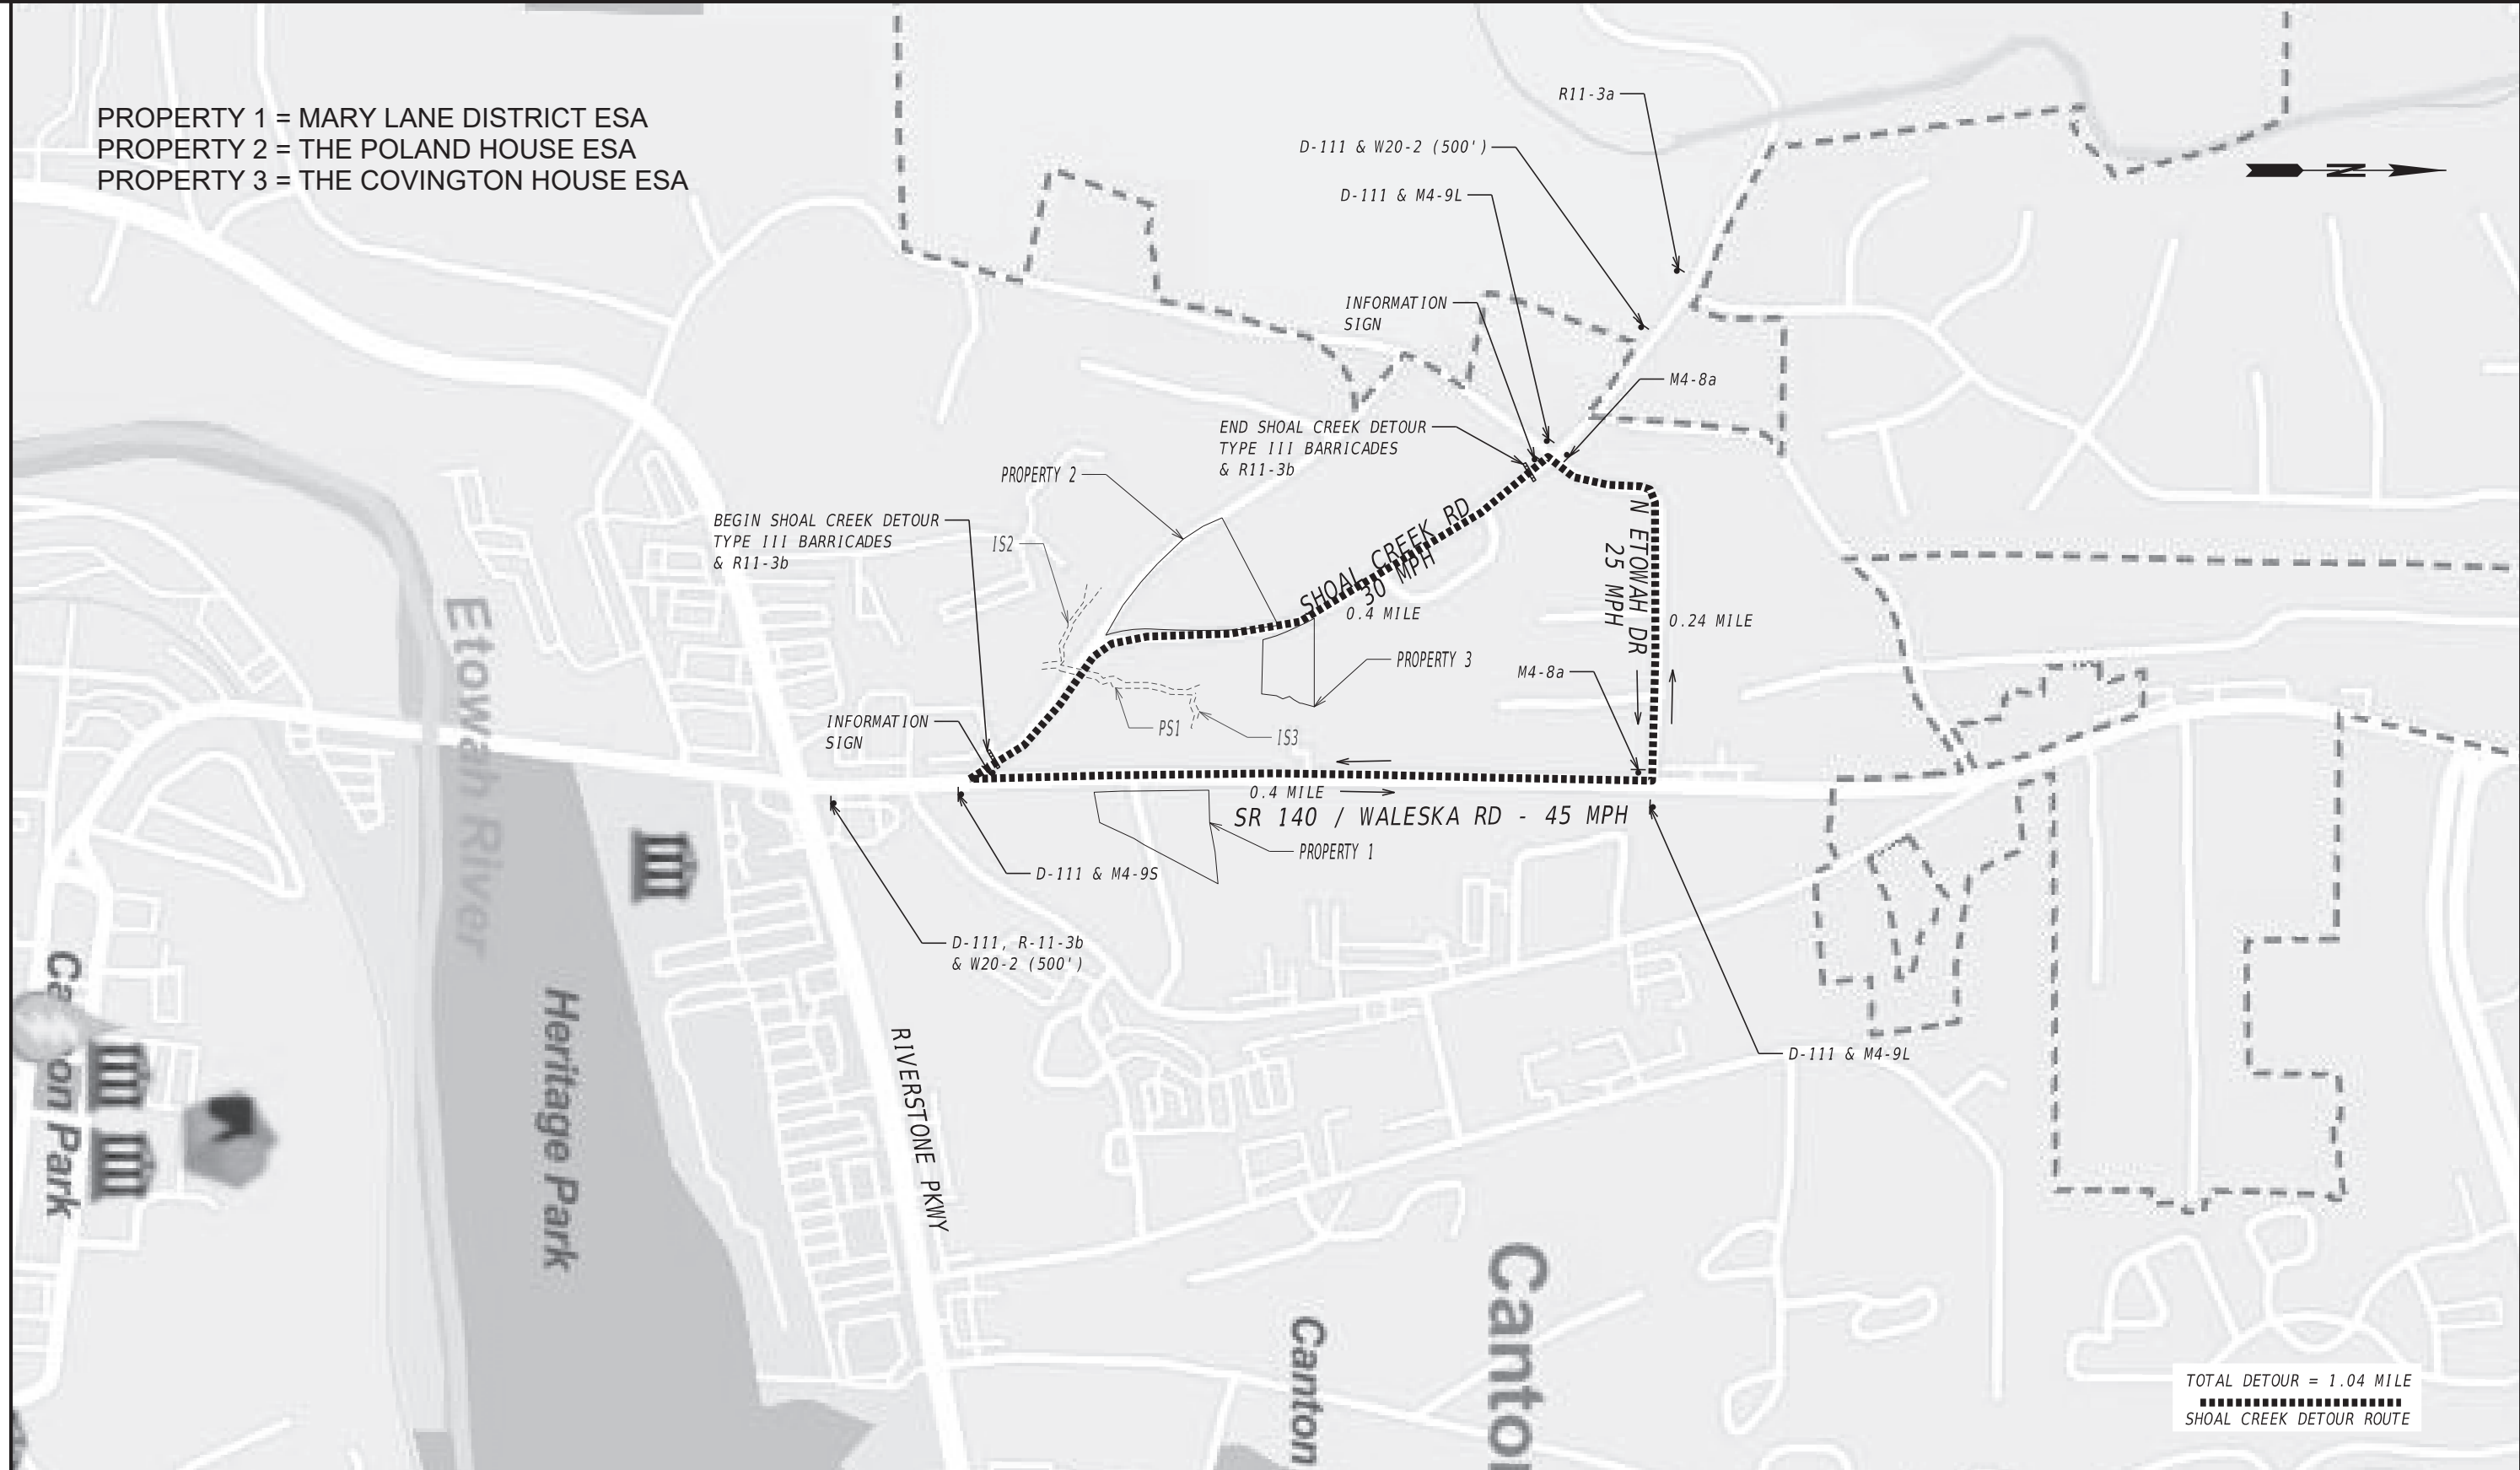 PROPERTY 1 = MARY LANE DISTRICT ESA
PROPERTY 2 = THE POLAND HOUSE ESA
PROPERTY 3 = THE COVINGTON HOUSE ESA
R11-3a
D-111 & W20-2 (500')
N
D-111 & M4-9L
INFORMATION
SIGN
M4-8a
END SHOAL CREEK DETOUR
TYPE III BARRICADES
& R11-3b
PROPERTY 2
BEGIN SHOAL CREEK DETOUR
TYPE III BARRICADES
& R11-3b
IS2
SHOAL CREEK RD
30 MPH
0.4 MILE
N ETOWAH DR
25 MPH
0.24 MILE
PROPERTY 3
M4-8a
INFORMATION
SIGN
PS1
IS3
0.4 MILE
SR 140 / WALESKA RD - 45 MPH
PROPERTY 1
D-111 & M4-9S
D-111, R-11-3b
& W20-2 (500')
D-111 & M4-9L
Etowah River
Heritage Park
RIVERSTONE PKWY
Canton
Park
TOTAL DETOUR = 1.04 MILE
SHOAL CREEK DETOUR ROUTE